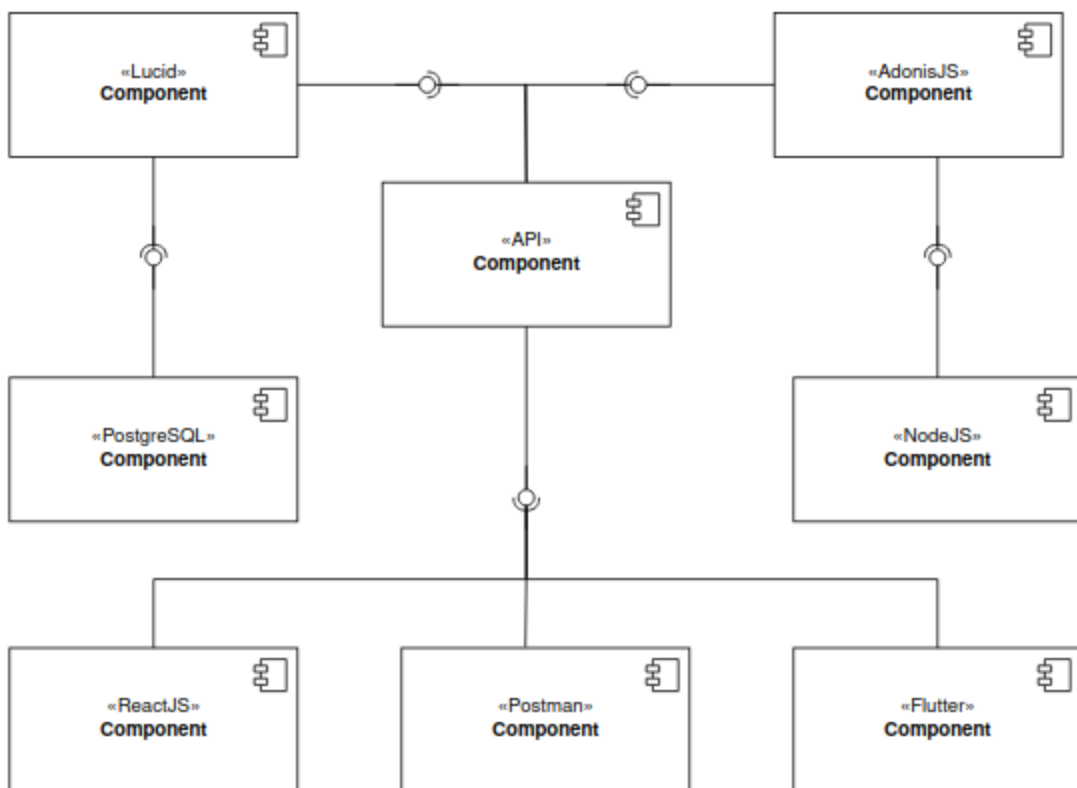 «Lucid»
Component
«AdonisJS»
Component
«API»
Component
«PostgreSQL»
Component
«NodeJS»
Component
«ReactJS»
Component
«Postman»
Component
«Flutter»
Component